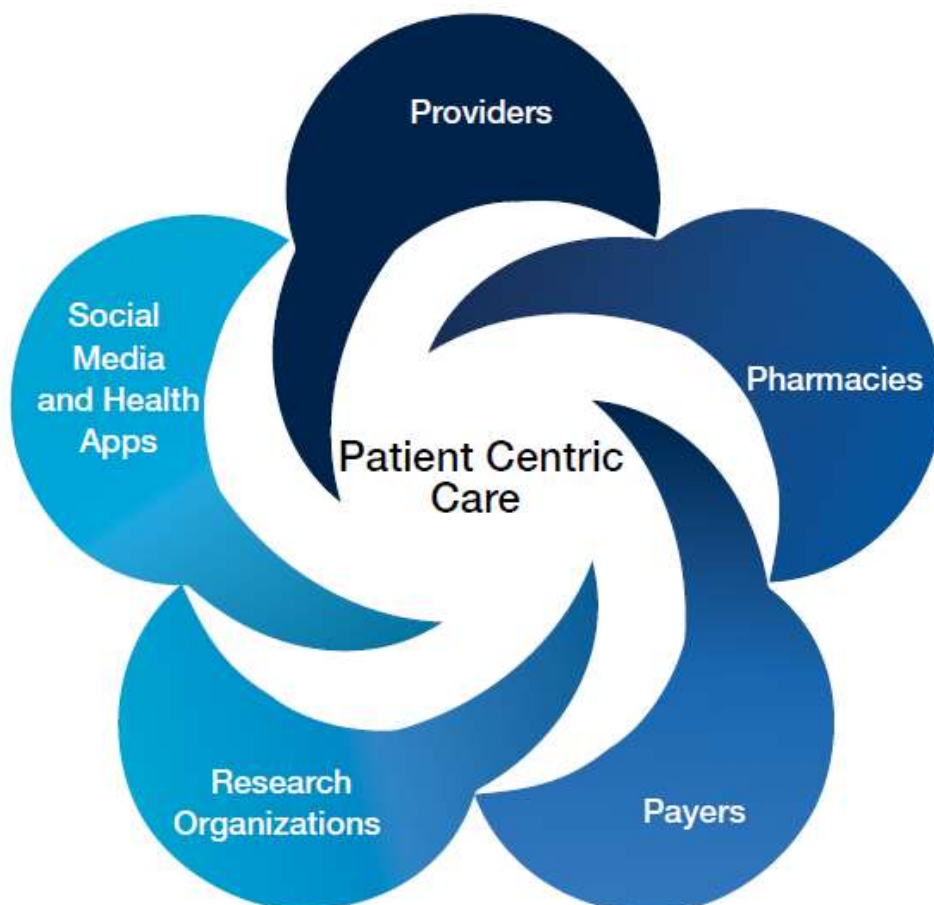 Providers
Pharmacies
Social
Media
and Health
Apps
Patient Centric
Care
Research
Organizations
Payers